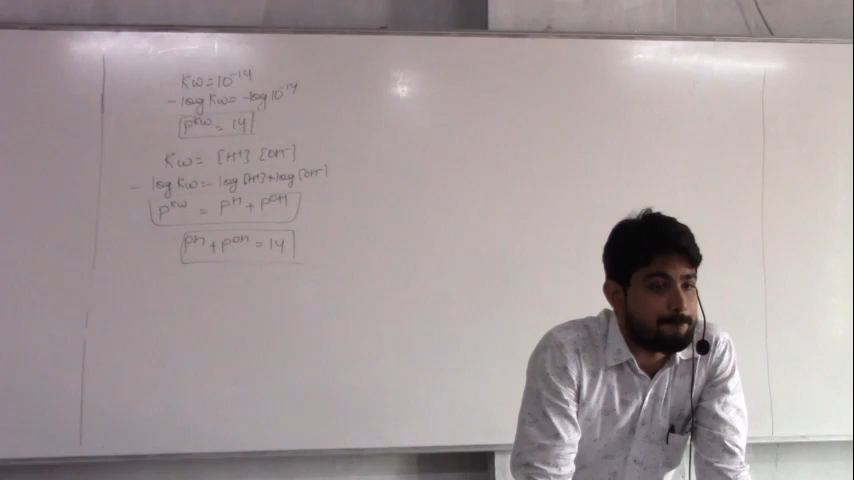 Kw = 10⁻¹⁴
- log Kw = - log 10⁻¹⁴
pᴷʷ = 14
Kw = [H⁺] [OH⁻]
- log Kw = - log [H⁺] + log [OH⁻]
pᴷʷ = pᴴ + pᴼᴴ
pᴴ + pᴼᴴ = 14